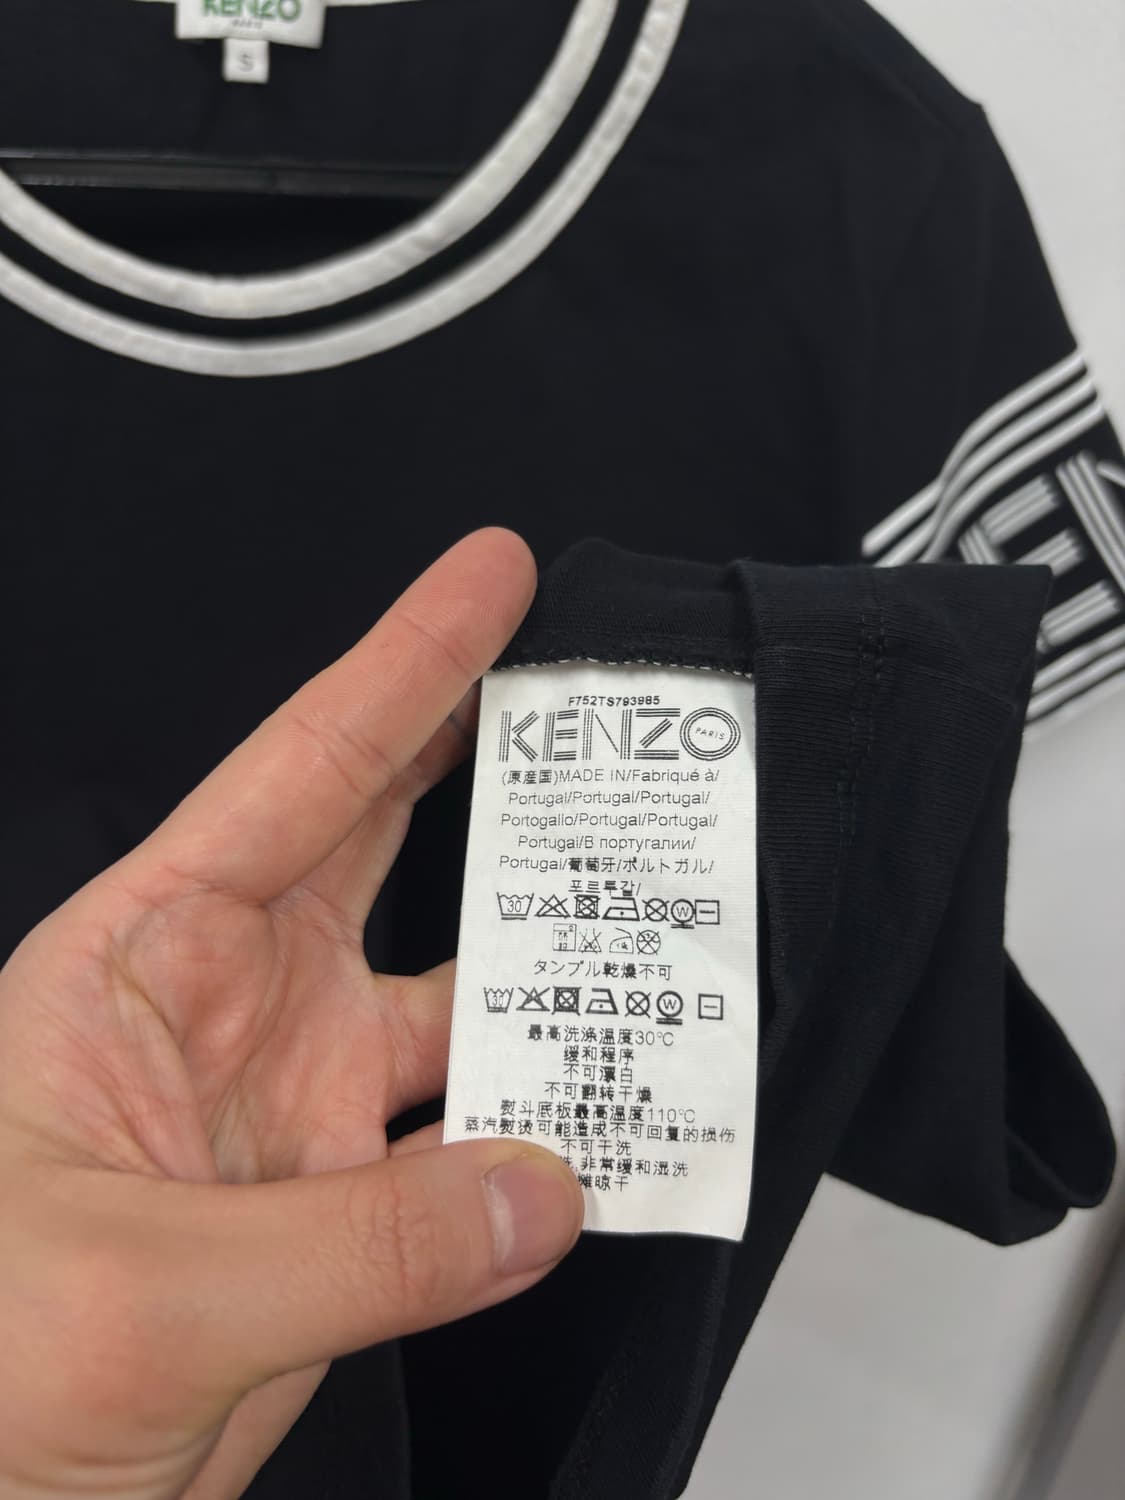 KENZO
PARIS
S
F752TS793985
KENZO
PARIS
(原産国)MADE IN/Fabriqué à/
Portugal/Portugal/Portugal/
Portogallo/Portugal/Portugal/
Portugal/В португалии/
Portugal/葡萄牙/ポルトガル/
포르투갈/
30 W
タンブル乾燥不可
30 W
最高洗涤温度30℃
缓和程序
不可漂白
不可翻转干燥
熨斗底板最高温度110℃
蒸汽熨烫可能造成不可回复的损伤
不可干洗
洗,非常缓和湿洗
摊晾干